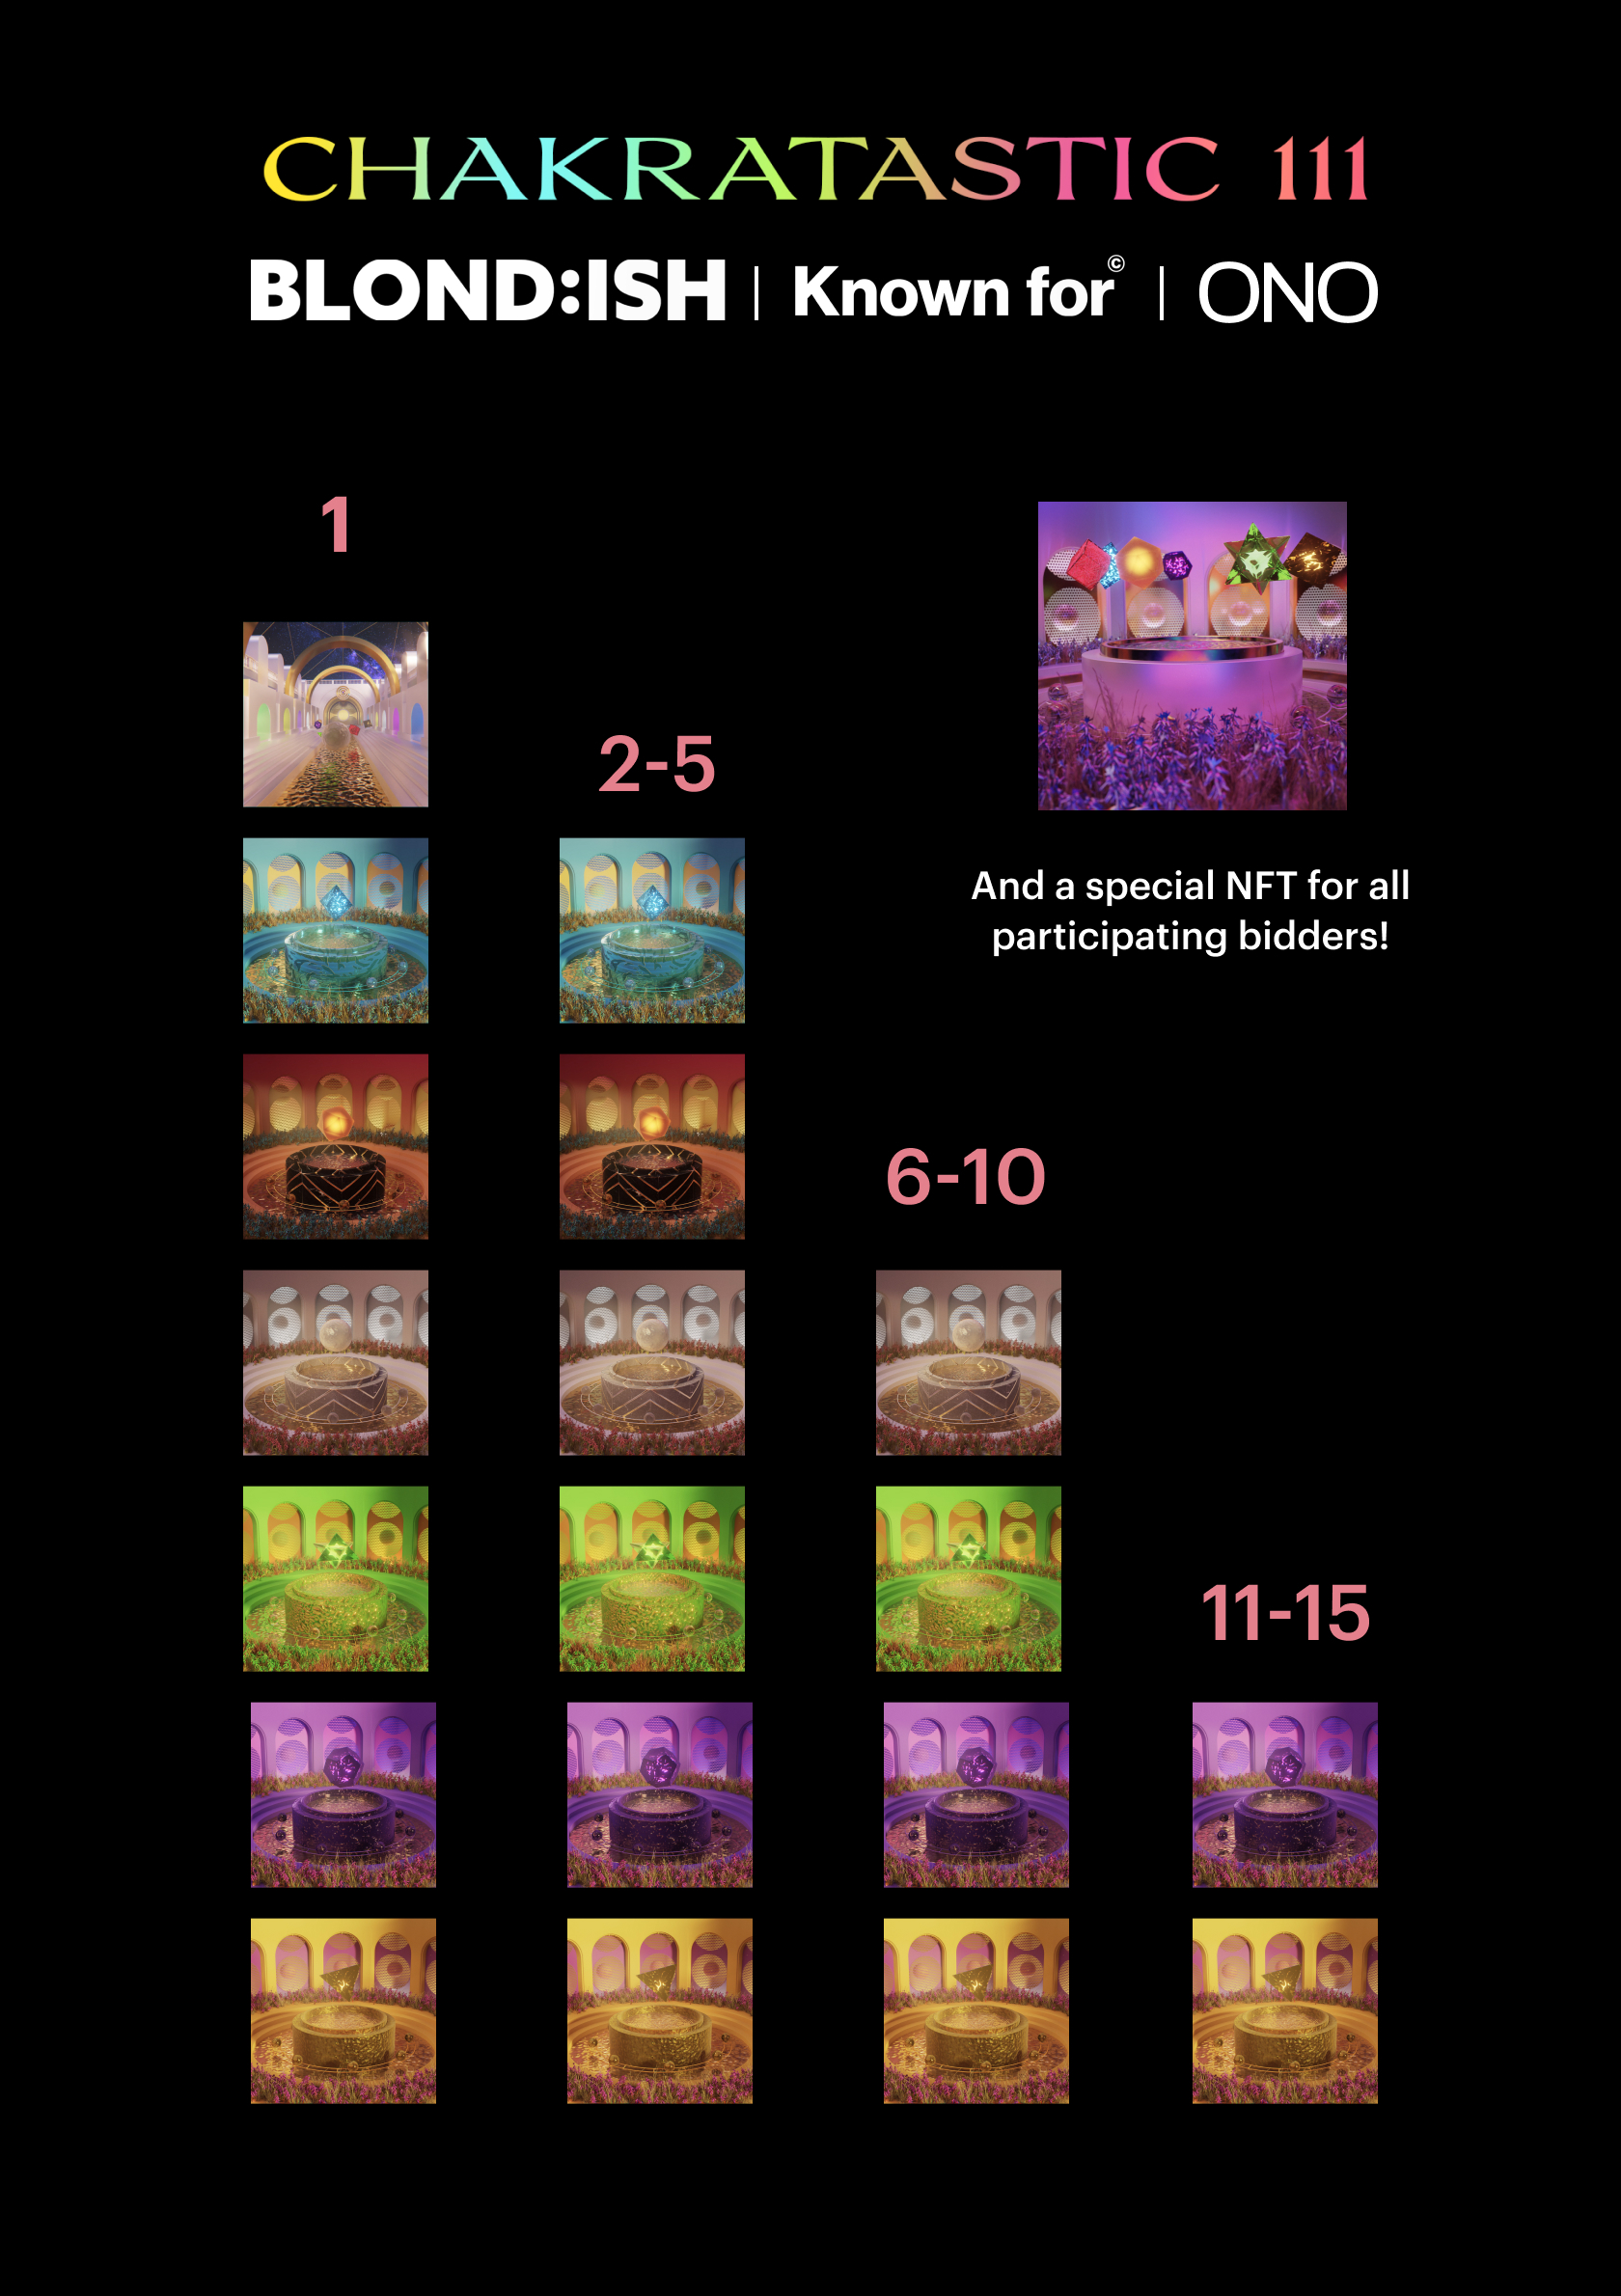 CHAKRATASTIC 111
BLOND:ISH | Known for© | ONO
1
2-5
And a special NFT for all
participating bidders!
6-10
11-15